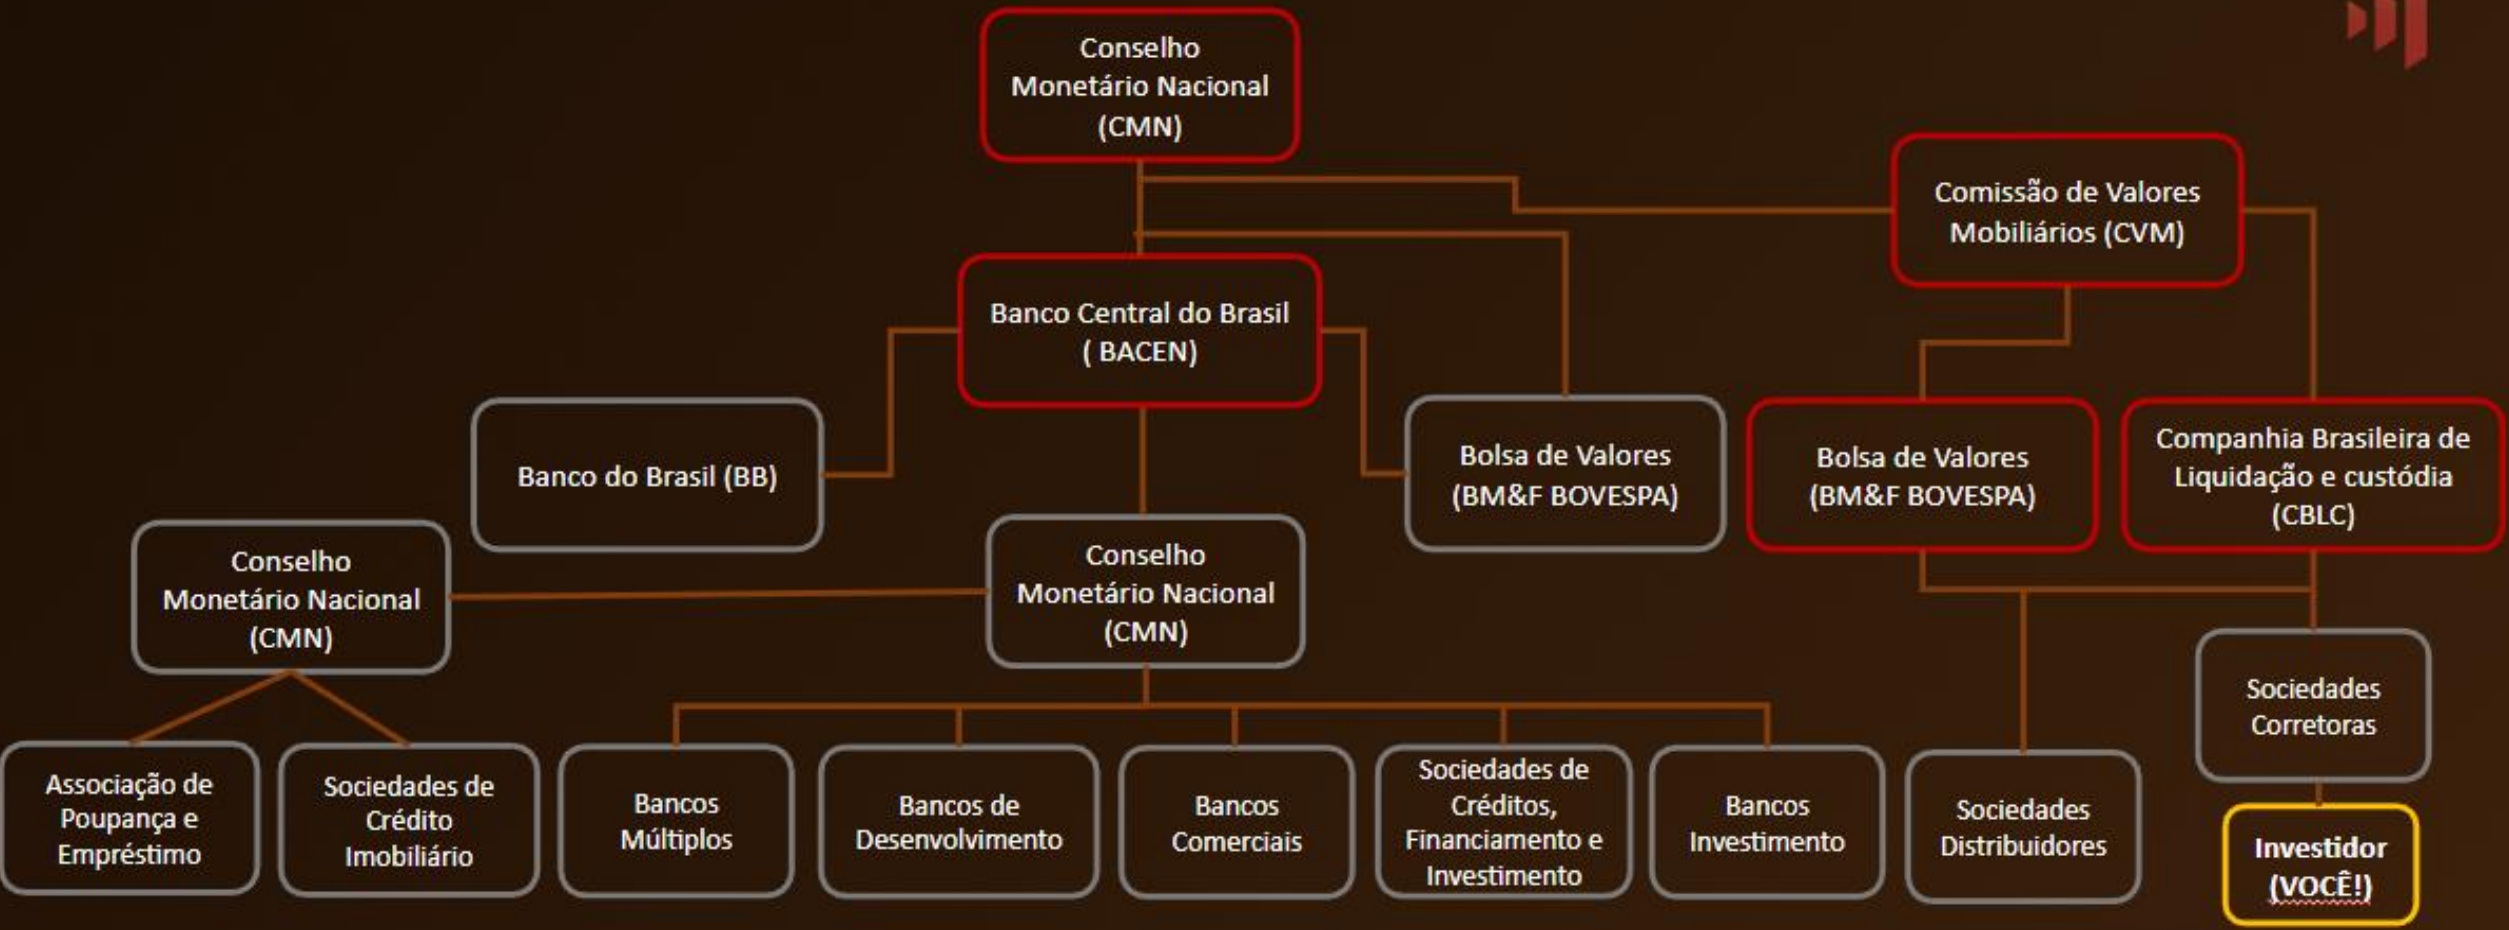 Conselho
Monetário Nacional
(CMN)
Comissão de Valores
Mobiliários (CVM)
Banco Central do Brasil
( BACEN)
Banco do Brasil (BB)
Bolsa de Valores
(BM&F BOVESPA)
Bolsa de Valores
(BM&F BOVESPA)
Companhia Brasileira de
Liquidação e custódia
(CBLC)
Conselho
Monetário Nacional
(CMN)
Conselho
Monetário Nacional
(CMN)
Sociedades
Corretoras
Associação de
Poupança e
Empréstimo
Sociedades de
Crédito
Imobiliário
Bancos
Múltiplos
Bancos de
Desenvolvimento
Bancos
Comerciais
Sociedades de
Créditos,
Financiamento e
Investimento
Bancos
Investimento
Sociedades
Distribuidores
Investidor
(VOCÊ!)